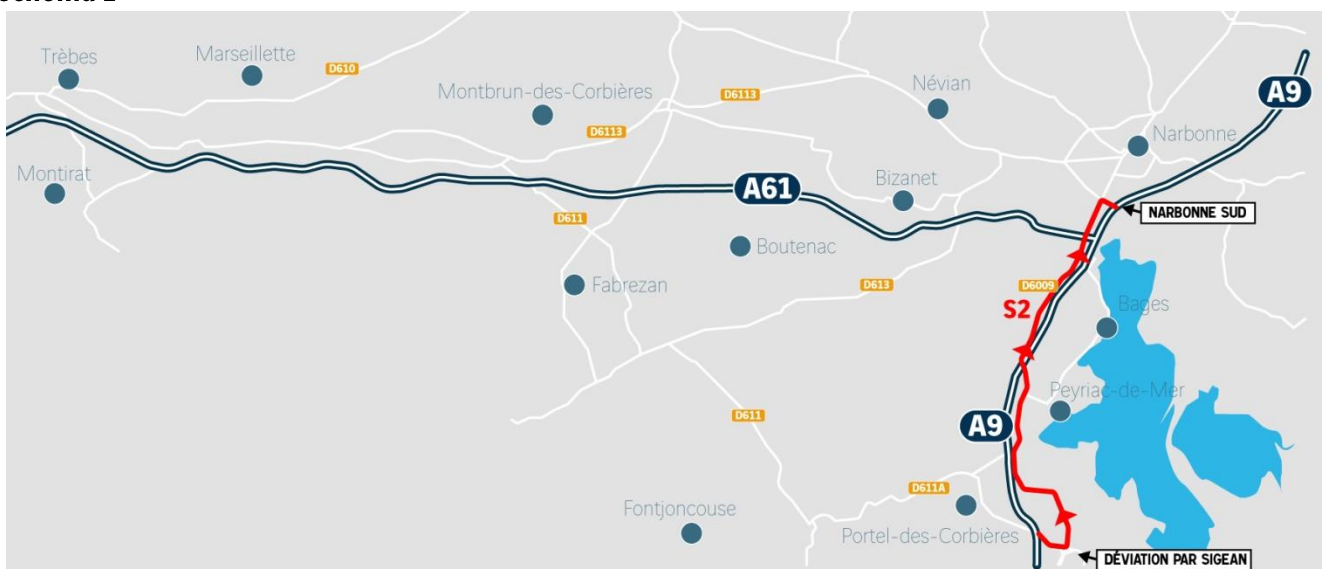 Trèbes
Marseillette
D610
Montbrun-des-Corbières
D6113
D6113
Névian
Narbonne
A9
Montirat
A61
Bizanet
NARBONNE SUD
D611
Boutenac
Fabrezan
D613
D6009
S2
Bages
Peyriac-de-Mer
D611
A9
D611A
Fontjoncouse
Portel-des-Corbières
DÉVIATION PAR SIGEAN